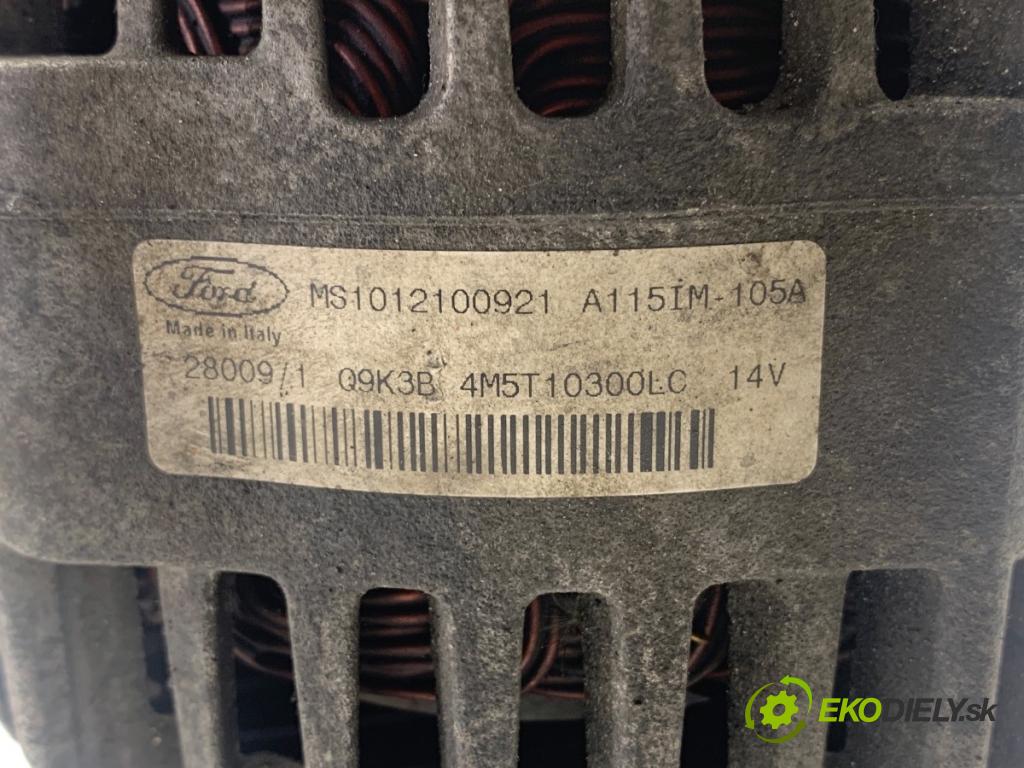 Ford MS1012100921 A115IM-105A
Made in Italy
28009/1 Q9K3B 4M5T10300LC 14V
EKODIELY.sk